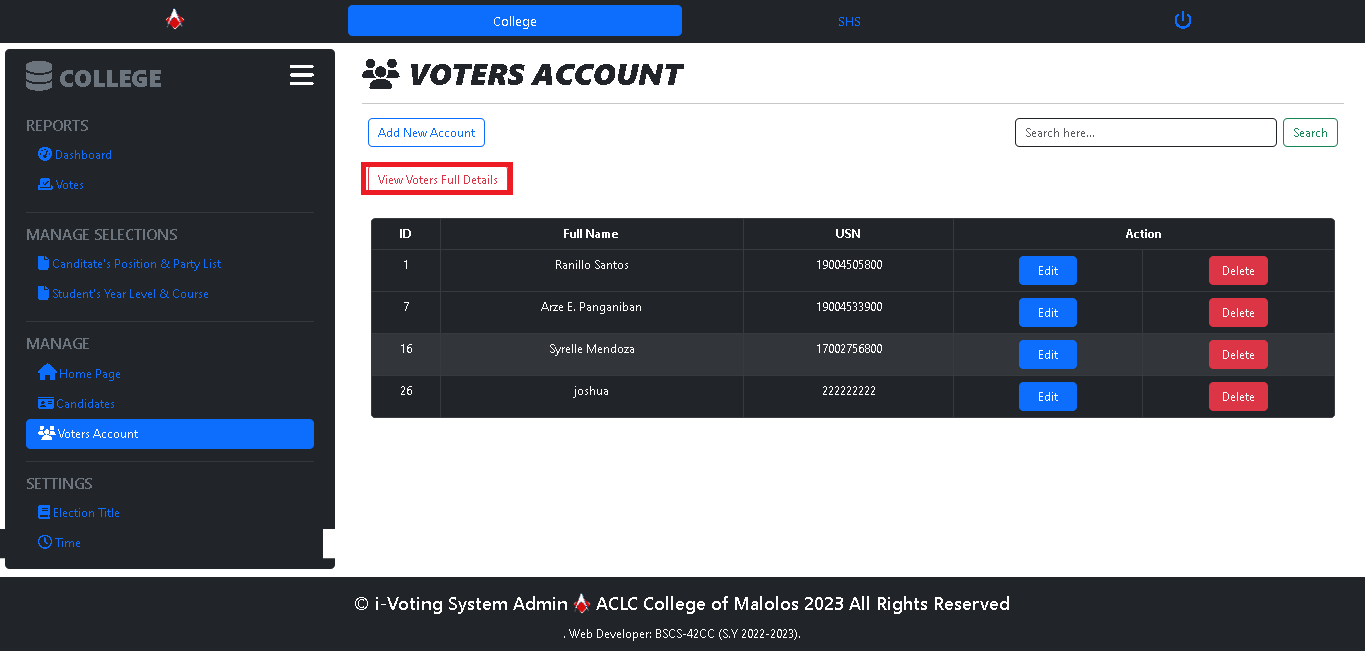 College
SHS
COLLEGE
REPORTS
Dashboard
Votes
MANAGE SELECTIONS
Canditate's Position & Party List
Student's Year Level & Course
MANAGE
Home Page
Candidates
Voters Account
SETTINGS
Election Title
Time
VOTERS ACCOUNT
Add New Account
Search here...
Search
View Voters Full Details
ID Full Name USN Action
1 Ranillo Santos 19004505800 Edit Delete
7 Arze E. Panganiban 19004533900 Edit Delete
16 Syrelle Mendoza 17002756800 Edit Delete
26 joshua 222222222 Edit Delete
© i-Voting System Admin ACLC College of Malolos 2023 All Rights Reserved
. Web Developer: BSCS-42CC (S.Y 2022-2023).